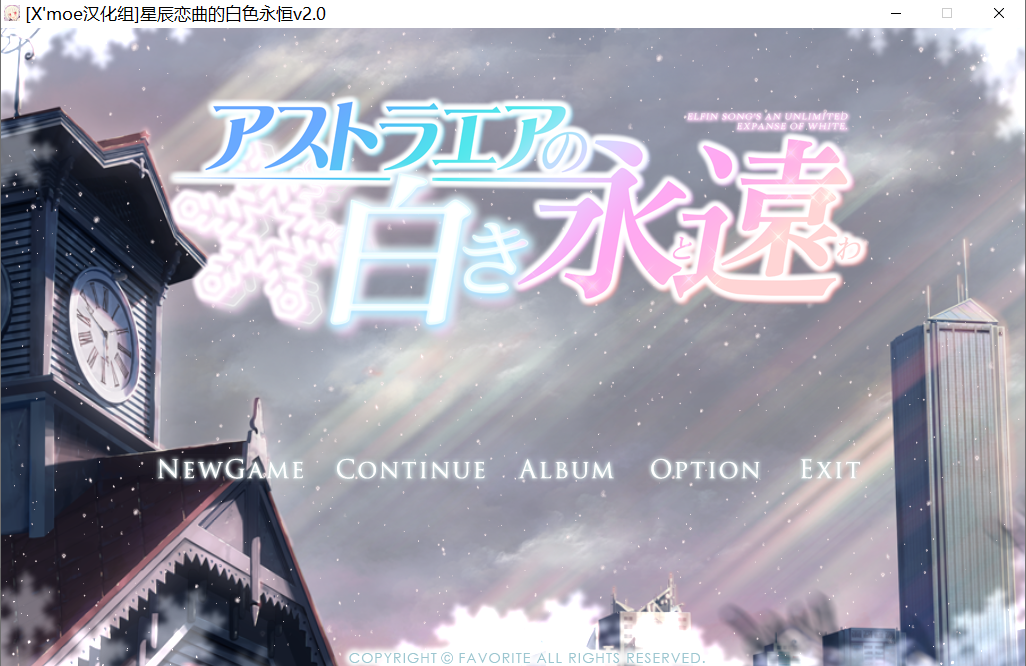 [X'moe汉化组]星辰恋曲的白色永恒v2.0
アストラエアの
ELFIN SONG'S AN UNLIMITED
EXPANSE OF WHITE.
白き永遠
とわ
NEWGAME CONTINUE ALBUM OPTION EXIT
COPYRIGHT © FAVORITE ALL RIGHTS RESERVED.